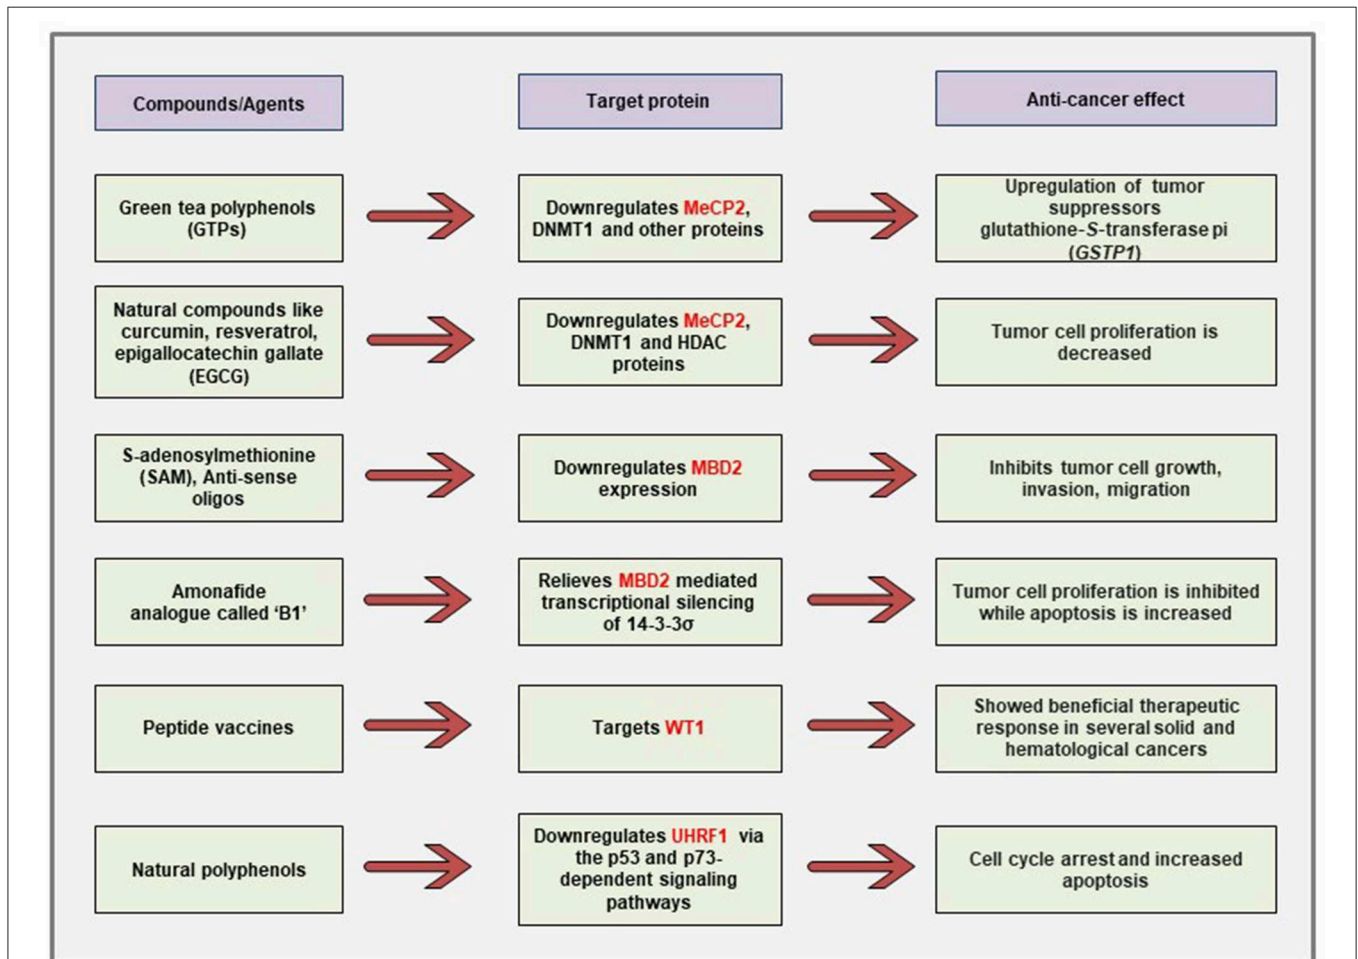 Compounds/Agents
Target protein
Anti-cancer effect
Green tea polyphenols
(GTPs)
Downregulates MeCP2,
DNMT1 and other proteins
Upregulation of tumor
suppressors
glutathione-S-transferase pi
(GSTP1)
Natural compounds like
curcumin, resveratrol,
epigallocatechin gallate
(EGCG)
Downregulates MeCP2,
DNMT1 and HDAC
proteins
Tumor cell proliferation is
decreased
S-adenosylmethionine
(SAM), Anti-sense
oligos
Downregulates MBD2
expression
Inhibits tumor cell growth,
invasion, migration
Amonafide
analogue called ‘B1’
Relieves MBD2 mediated
transcriptional silencing
of 14-3-3σ
Tumor cell proliferation is inhibited
while apoptosis is increased
Peptide vaccines
Targets WT1
Showed beneficial therapeutic
response in several solid and
hematological cancers
Natural polyphenols
Downregulates UHRF1 via
the p53 and p73-
dependent signaling
pathways
Cell cycle arrest and increased
apoptosis